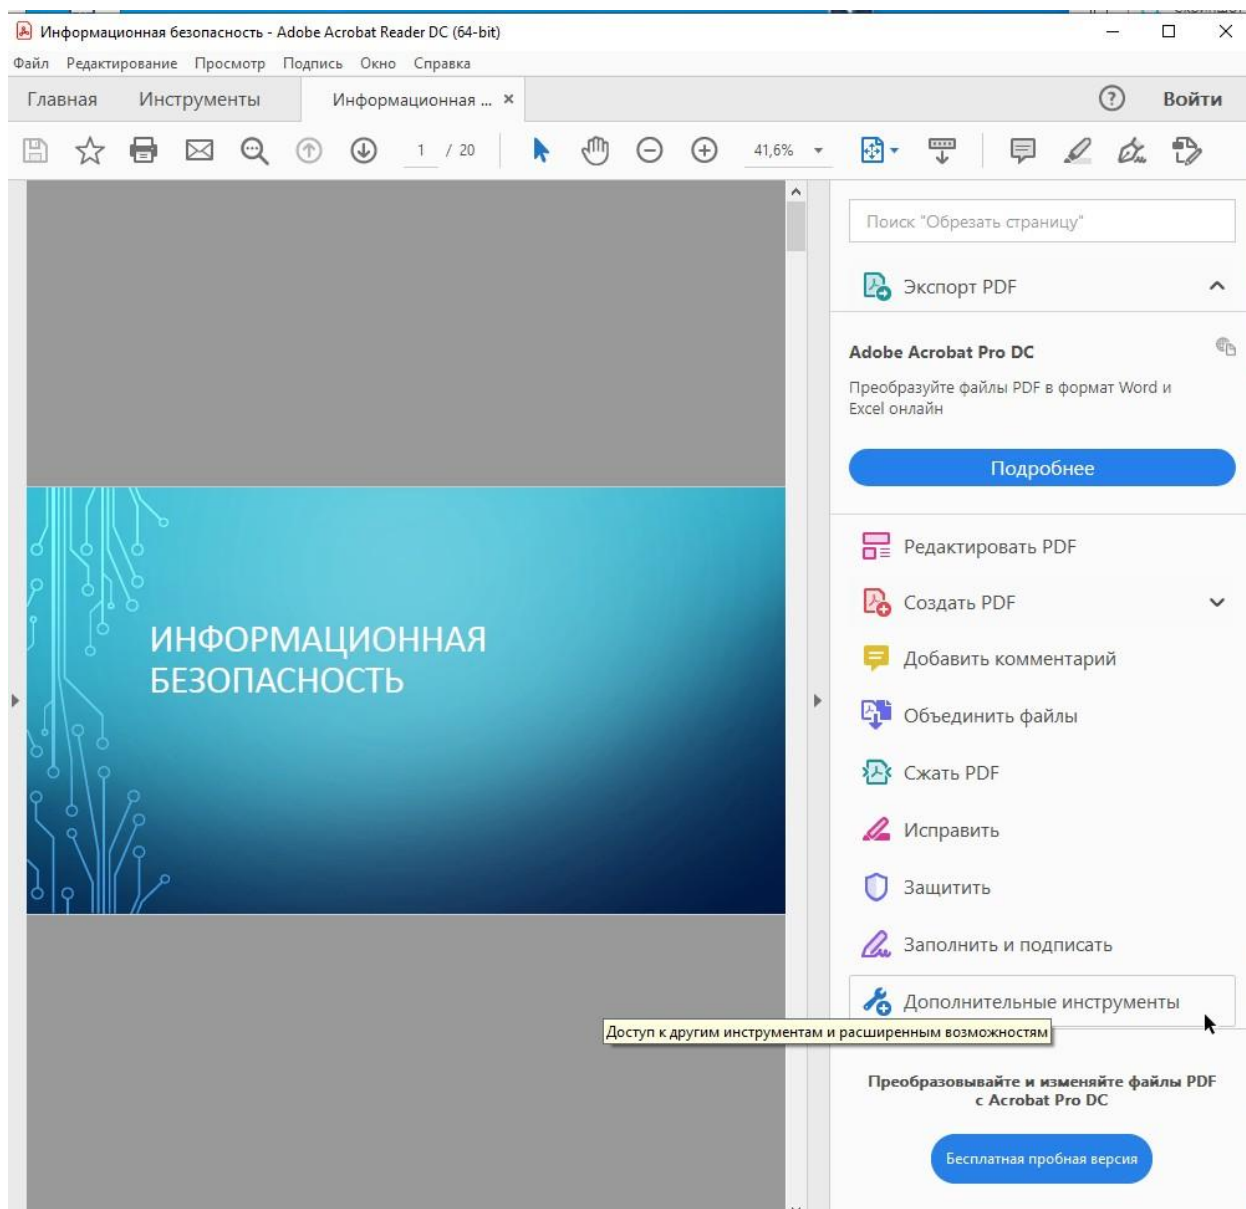 Информационная безопасность - Adobe Acrobat Reader DC (64-bit)
Файл Редактирование Просмотр Подпись Окно Справка
Главная Инструменты Информационная ... × ? Войти
1 / 20 41,6%
Поиск "Обрезать страницу"
Экспорт PDF
Adobe Acrobat Pro DC
Преобразуйте файлы PDF в формат Word и
Excel онлайн
Подробнее
Редактировать PDF
Создать PDF
ИНФОРМАЦИОННАЯ
БЕЗОПАСНОСТЬ
Добавить комментарий
Объединить файлы
Сжать PDF
Исправить
Защитить
Заполнить и подписать
Дополнительные инструменты
Доступ к другим инструментам и расширенным возможностям
Преобразовывайте и изменяйте файлы PDF
с Acrobat Pro DC
Бесплатная пробная версия